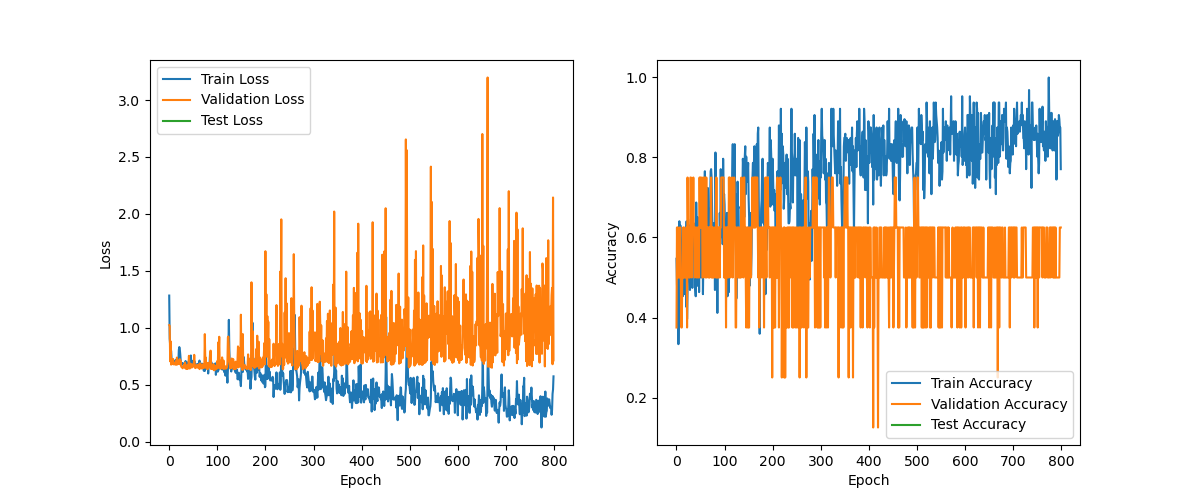 Train Loss
Validation Loss
Test Loss
3.0
2.5
2.0
1.5
1.0
0.5
0.0
Loss
0 100 200 300 400 500 600 700 800
Epoch
1.0
0.8
0.6
0.4
0.2
Accuracy
Train Accuracy
Validation Accuracy
Test Accuracy
0 100 200 300 400 500 600 700 800
Epoch